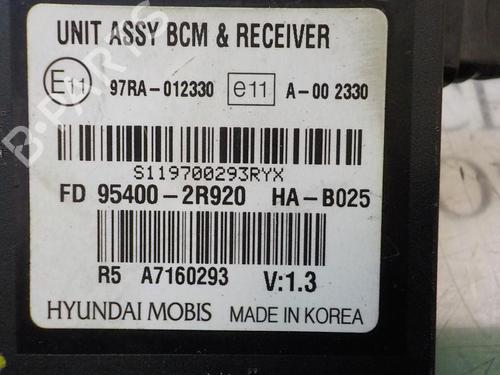 UNIT ASSY BCM & RECEIVER
E11 97RA-012330 e11 A-00 2330
S119700293RYX
FD 95400-2R920 HA-B025
R5 A7160293 V:1.3
HYUNDAI MOBIS MADE IN KOREA
B-PARTS